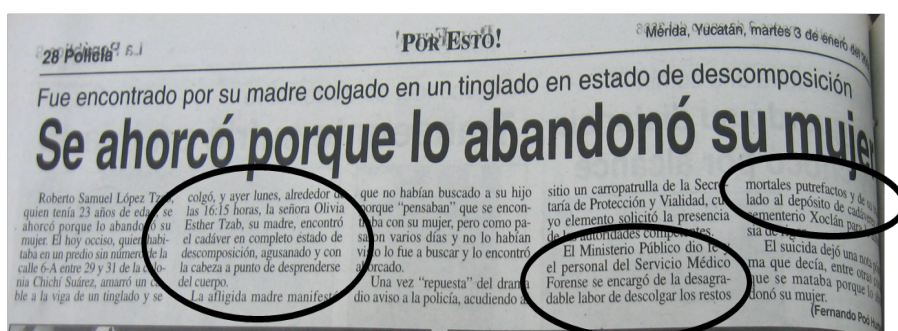 28 Policía
POR ESTO!
Mérida, Yucatán, martes 3 de enero del
Fue encontrado por su madre colgado en un tinglado en estado de descomposición
Se ahorcó porque lo abandonó su mujer
Roberto Samuel López
quien tenía 23 años de edad, se
ahorcó porque lo abandonó su
mujer. El hoy occiso, quien habi-
taba en un predio sin número de la
calle 6-A entre 29 y 31 de la colo-
nia Chichí Suárez, amarró un
ble a la viga de un tinglado y se
colgó, y ayer lunes, alrededor de
las 16:15 horas, la señora Olivia
Esther Tzab, su madre, encontró
el cadáver en completo estado de
descomposición, agusanado y con
la cabeza a punto de desprenderse
del cuerpo.
La afligida madre manifestó
que no habían buscado a su hijo
porque "pensaban" que se encon-
traba con su mujer, pero como pa-
saron varios días y no lo habían
visto lo fue a buscar y lo encontró
ahorcado.
Una vez "repuesta" del drama
dio aviso a la policía, acudiendo al
sitio un carropatrulla de la Secre-
taría de Protección y Vialidad, cu-
yo elemento solicitó la presencia
de las autoridades competentes.
El Ministerio Público dio fe y
el personal del Servicio Médico
Forense se encargó de la desagra-
dable labor de descolgar los restos
mortales putrefactos y de su
lado al depósito de cadáveres
sementerio Xoclán para
El suicida dejó una nota
ma que decía, entre otras
que se mataba porque lo
donó su mujer.
(Fernando Poó